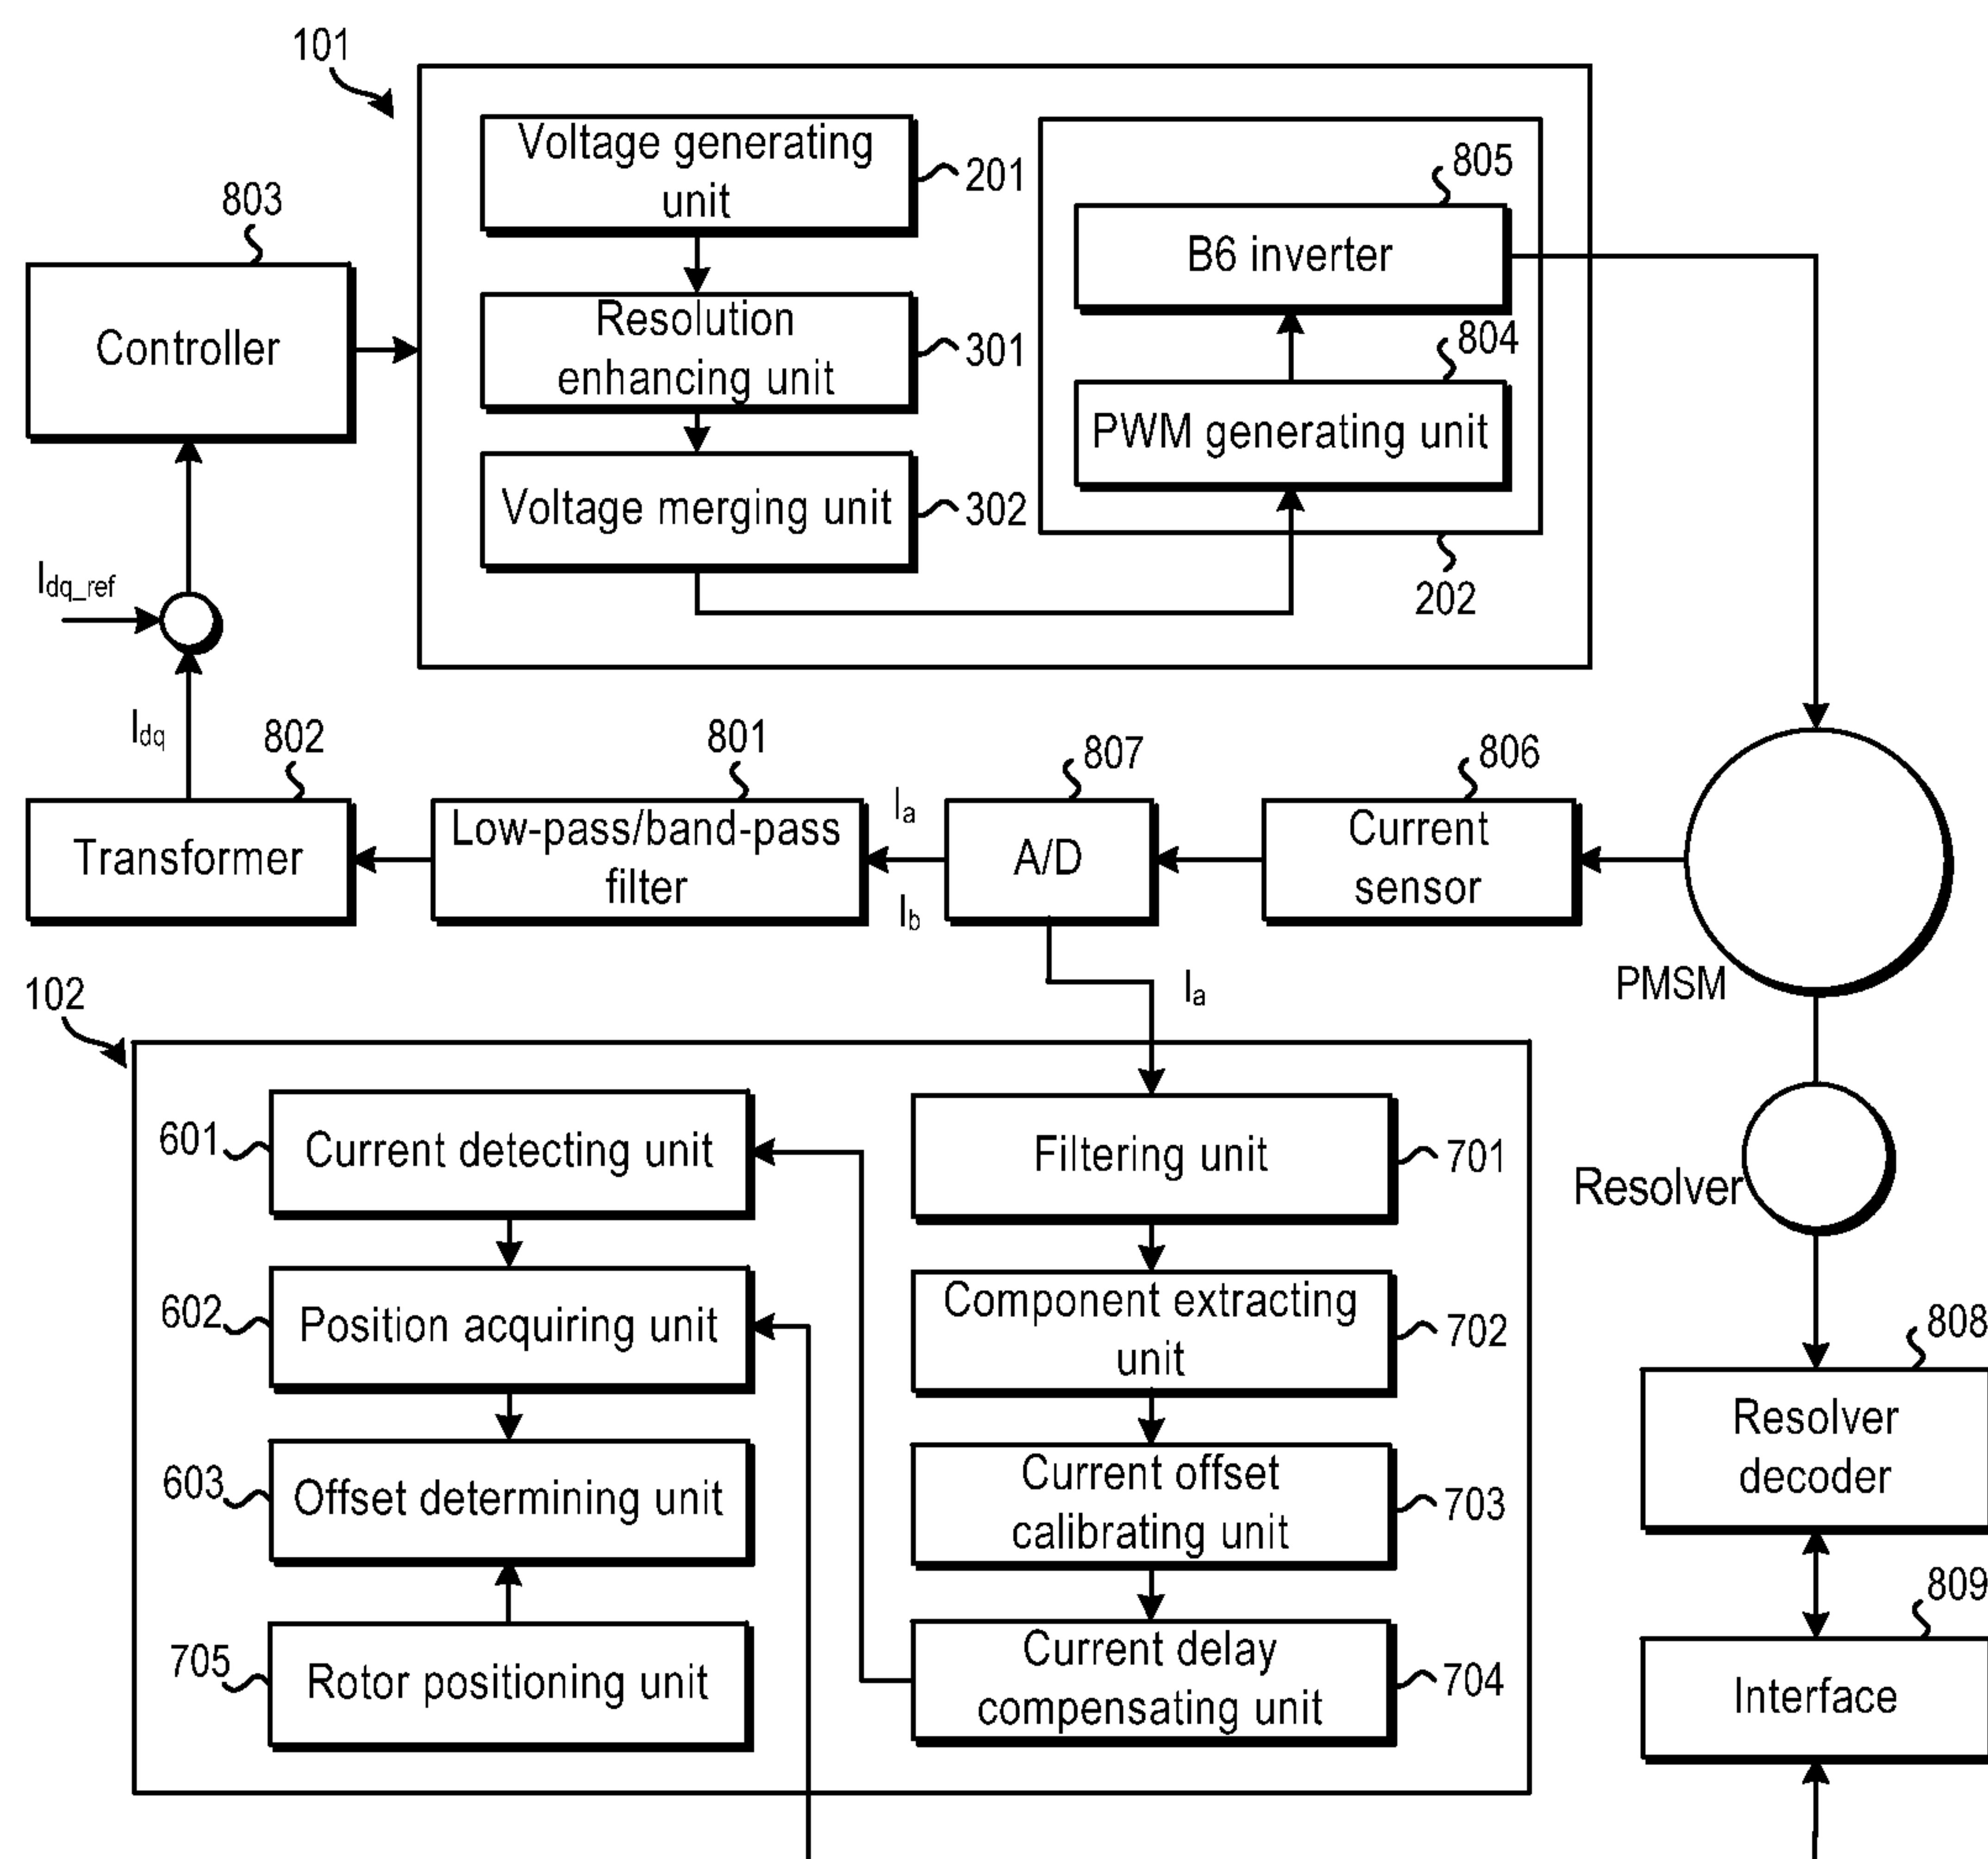 101
Voltage generating
unit
201
805
B6 inverter
803
Controller
Resolution
enhancing unit
301
804
PWM generating unit
Voltage merging unit
302
202
Idq_ref
Idq
802
Transformer
801
Low-pass/band-pass
filter
Ia
Ib
807
A/D
806
Current
sensor
PMSM
Ia
102
601
Current detecting unit
Filtering unit
701
Resolver
602
Position acquiring unit
Component extracting
unit
702
808
Resolver
decoder
603
Offset determining unit
Current offset
calibrating unit
703
809
Interface
705
Rotor positioning unit
Current delay
compensating unit
704